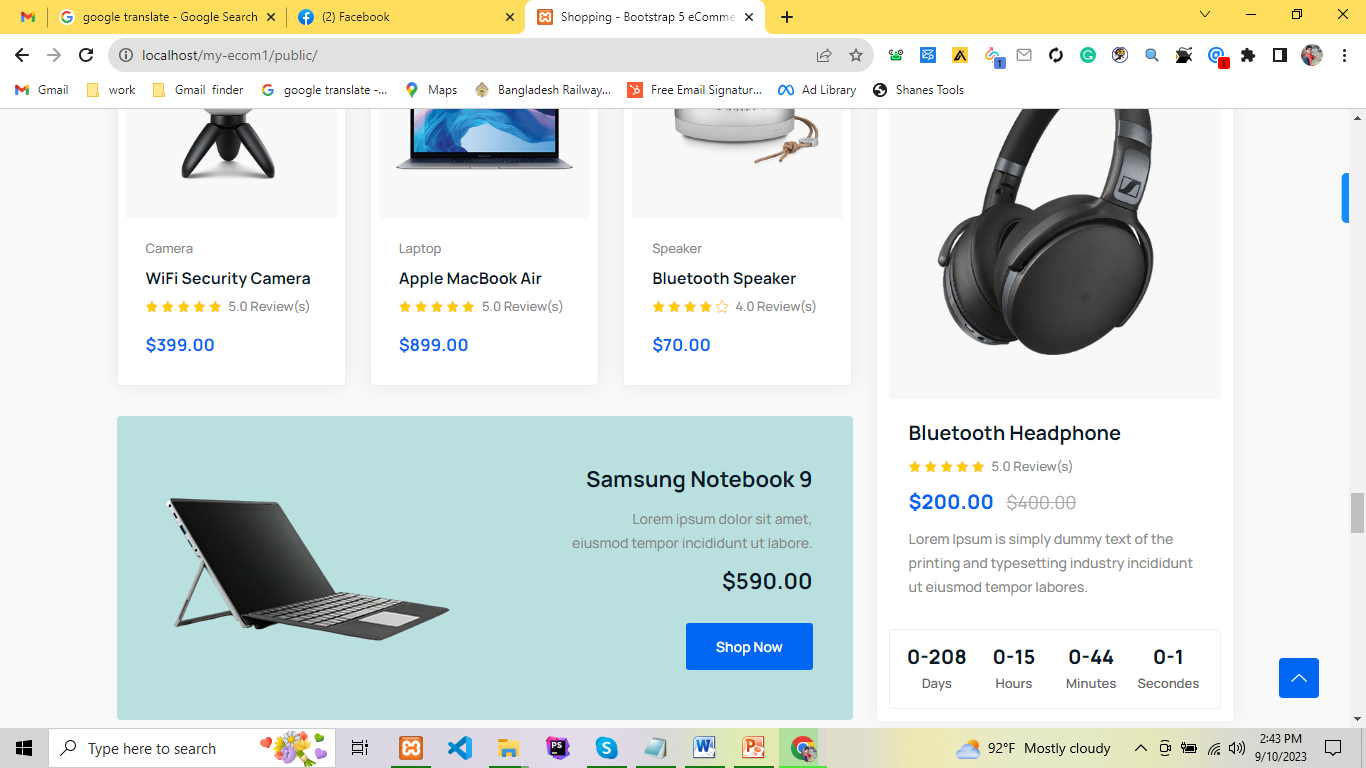 google translate - Google Search
(2) Facebook
Shopping - Bootstrap 5 eComme
localhost/my-ecom1/public/
1
1
Gmail
work
Gmail finder
google translate -...
Maps
Bangladesh Railway...
Free Email Signatur...
Ad Library
Shanes Tools
Camera
WiFi Security Camera
5.0 Review(s)
$399.00
Laptop
Apple MacBook Air
5.0 Review(s)
$899.00
Speaker
Bluetooth Speaker
4.0 Review(s)
$70.00
Samsung Notebook 9
Lorem ipsum dolor sit amet,
eiusmod tempor incididunt ut labore.
$590.00
Shop Now
Bluetooth Headphone
5.0 Review(s)
$200.00 $400.00
Lorem Ipsum is simply dummy text of the
printing and typesetting industry incididunt
ut eiusmod tempor labores.
0-208 0-15 0-44 0-1
Days Hours Minutes Secondes
Type here to search
92°F Mostly cloudy
2:43 PM
9/10/2023